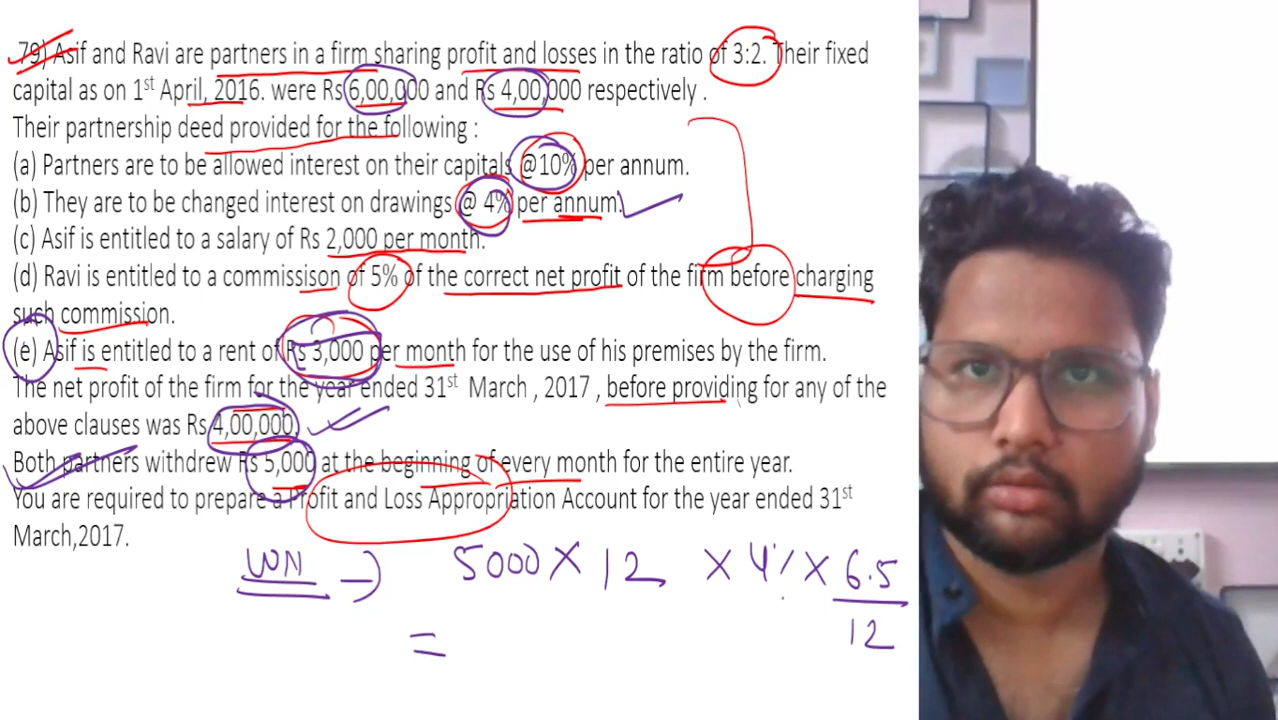 79) Asif and Ravi are partners in a firm sharing profit and losses in the ratio of 3:2. Their fixed
capital as on 1st April, 2016. were Rs 6,00,000 and Rs 4,00,000 respectively .
Their partnership deed provided for the following :
(a) Partners are to be allowed interest on their capitals @10% per annum.
(b) They are to be changed interest on drawings @ 4% per annum.
(c) Asif is entitled to a salary of Rs 2,000 per month.
(d) Ravi is entitled to a commissison of 5% of the correct net profit of the firm before charging
such commission.
(e) Asif is entitled to a rent of Rs 3,000 per month for the use of his premises by the firm.
The net profit of the firm for the year ended 31st March , 2017 , before providing for any of the
above clauses was Rs 4,00,000.
Both partners withdrew Rs 5,000 at the beginning of every month for the entire year.
You are required to prepare a Profit and Loss Appropriation Account for the year ended 31st
March,2017.
WN → 5000 × 12 × 4% × 6.5/12
=